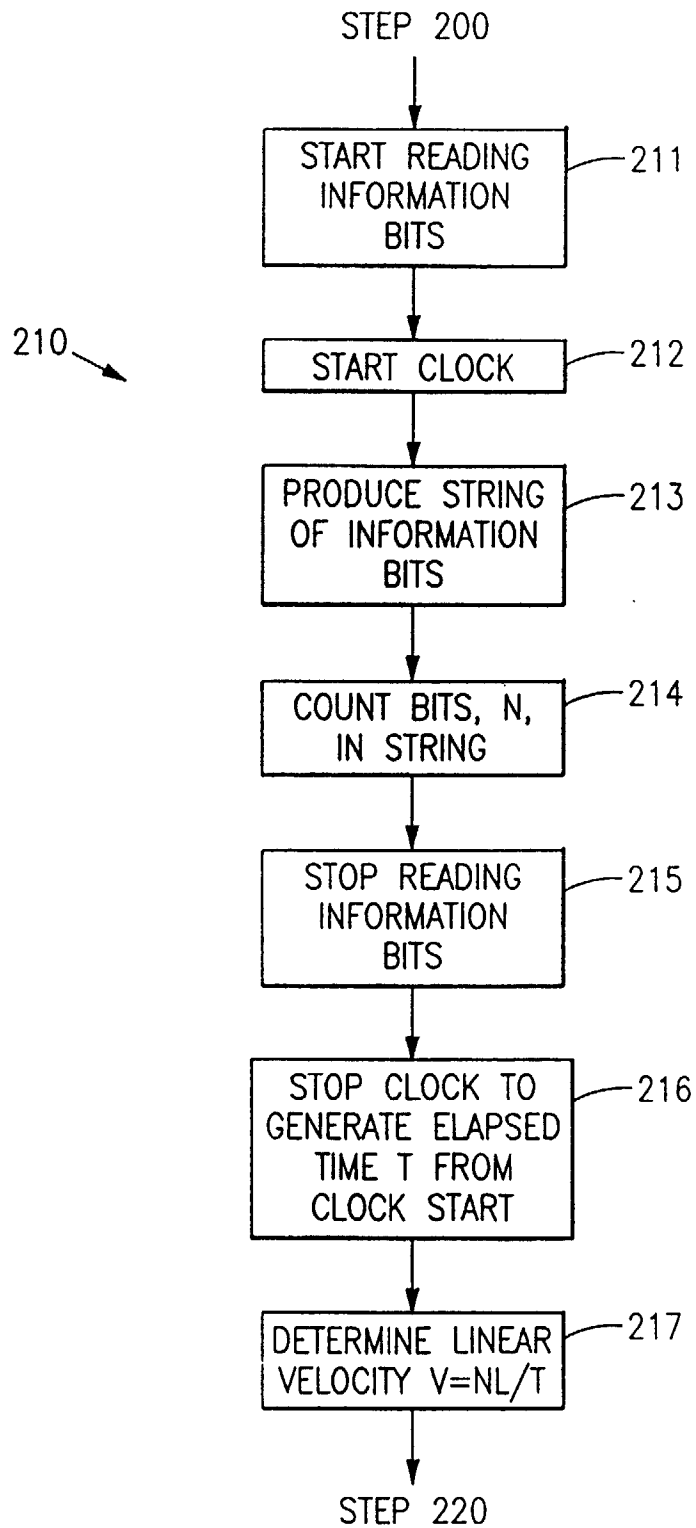 STEP 200
START READING
INFORMATION
BITS
211
210
START CLOCK
212
PRODUCE STRING
OF INFORMATION
BITS
213
COUNT BITS, N,
IN STRING
214
STOP READING
INFORMATION
BITS
215
STOP CLOCK TO
GENERATE ELAPSED
TIME T FROM
CLOCK START
216
DETERMINE LINEAR
VELOCITY V=NL/T
217
STEP 220